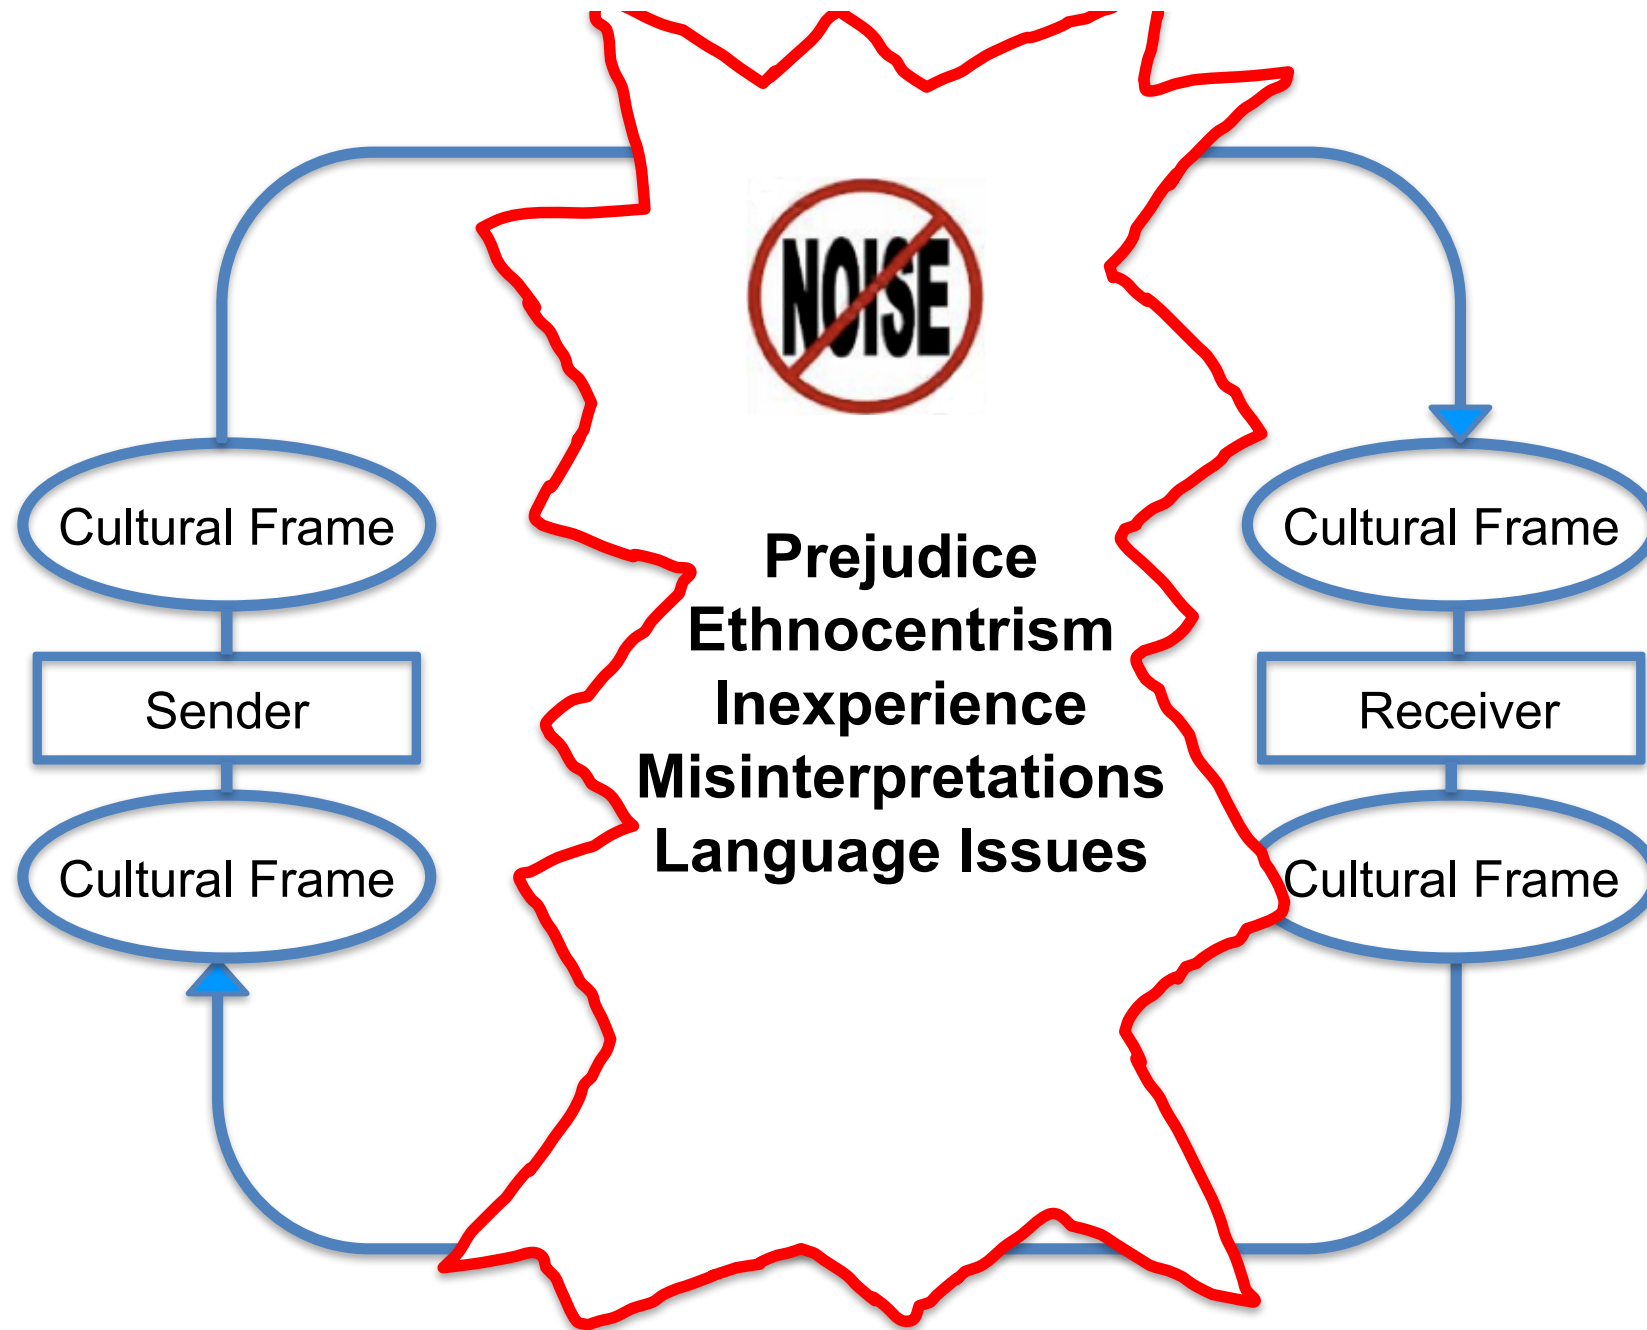 NOISE
Cultural Frame
Cultural Frame
Prejudice
Ethnocentrism
Inexperience
Misinterpretations
Language Issues
Sender
Receiver
Cultural Frame
Cultural Frame